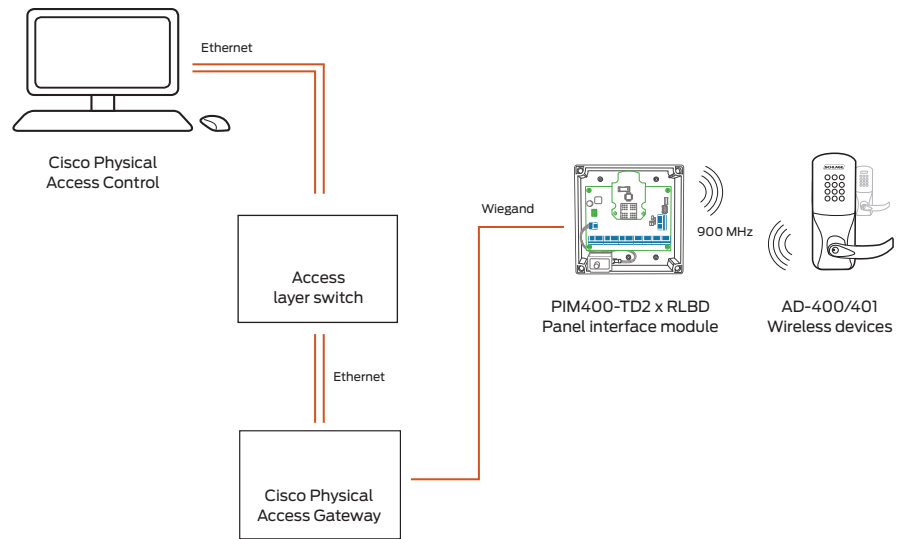 Ethernet
Cisco Physical
Access Control
Wiegand
900 MHz
SCHLAGE
Access
layer switch
PIM400-TD2 x RLBD
Panel interface module
AD-400/401
Wireless devices
Ethernet
Cisco Physical
Access Gateway